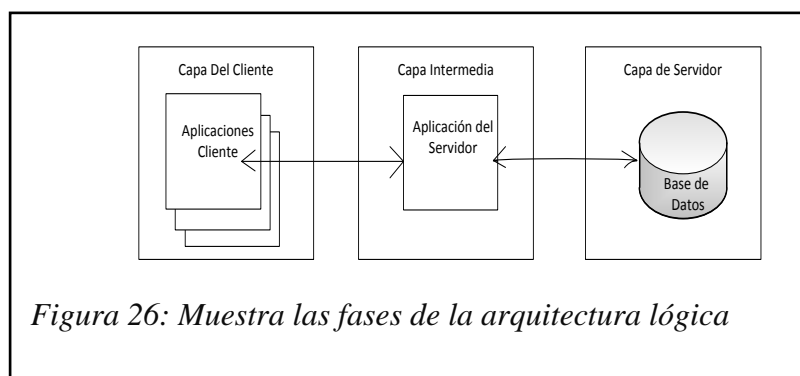 Capa Del Cliente
Aplicaciones
Cliente
Capa Intermedia
Aplicación del
Servidor
Capa de Servidor
Base de
Datos
Figura 26: Muestra las fases de la arquitectura lógica